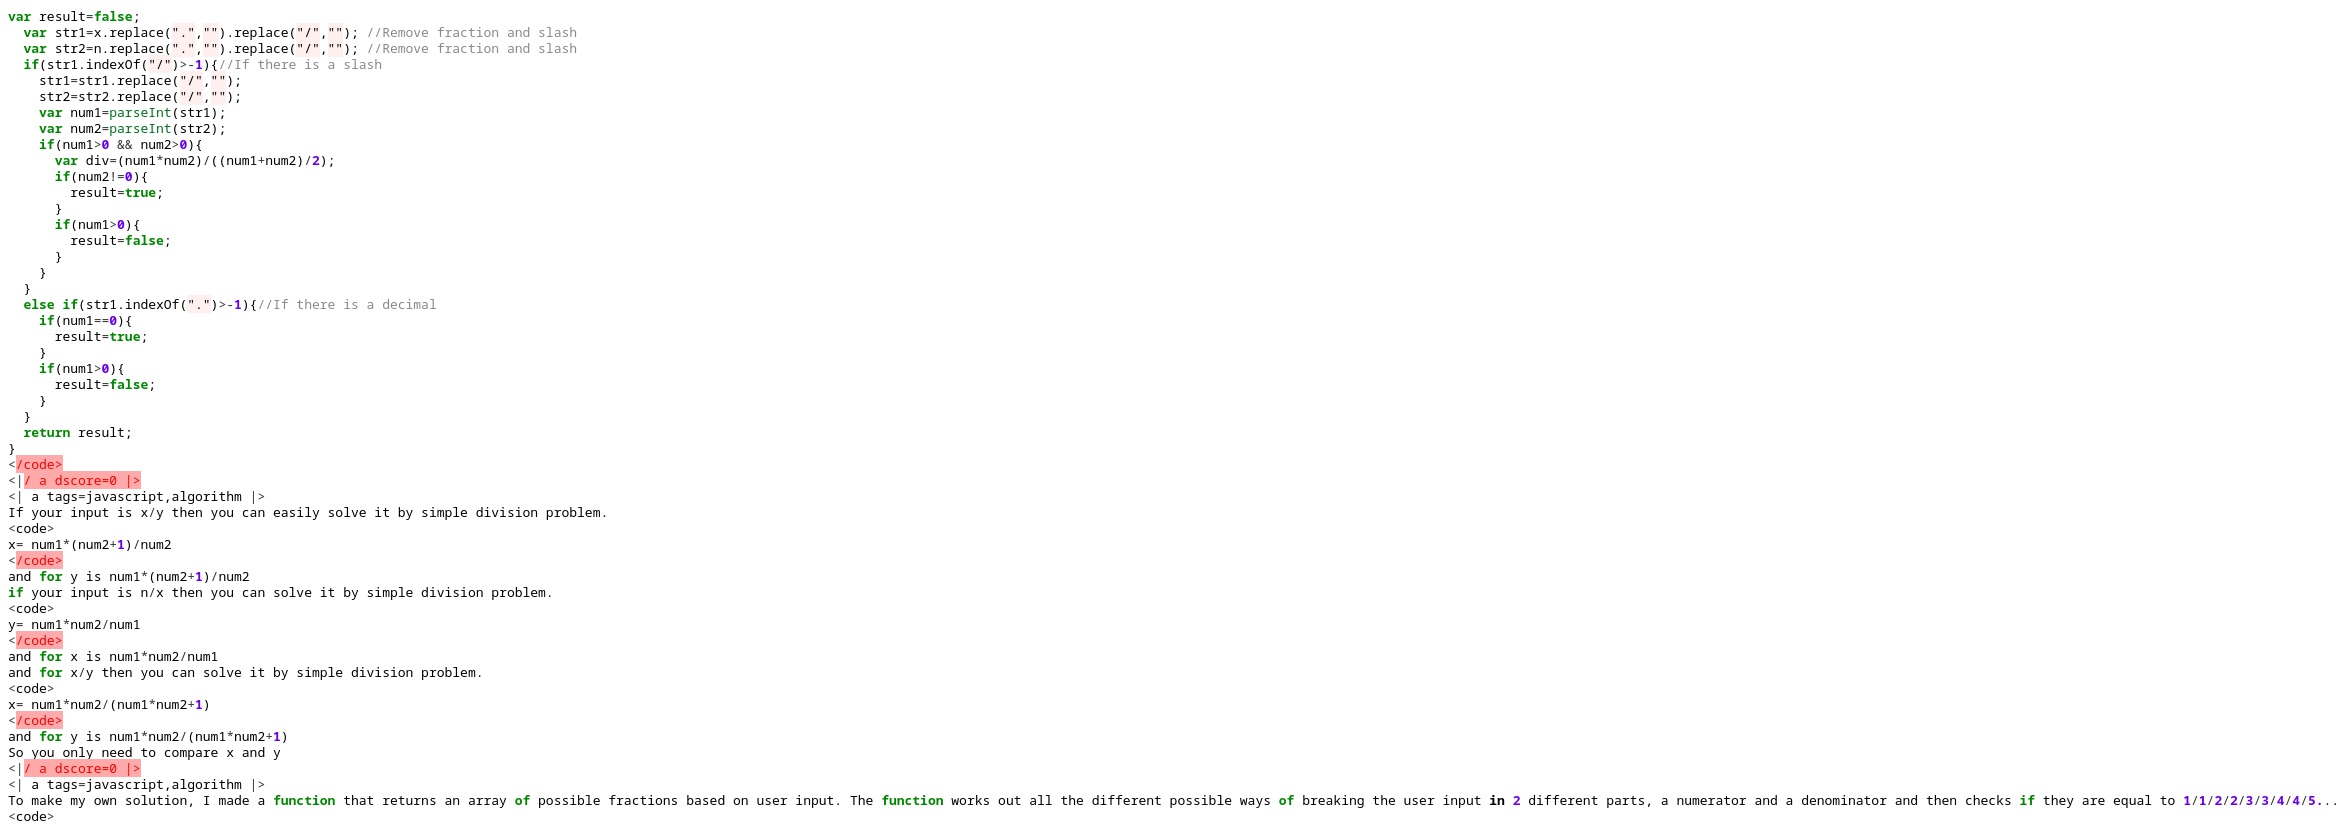 var result=false;
  var str1=x.replace(".","").replace("/",""); //Remove fraction and slash
  var str2=n.replace(".","").replace("/",""); //Remove fraction and slash
  if(str1.indexOf("/")>-1){//If there is a slash
    str1=str1.replace("/","");
    str2=str2.replace("/","");
    var num1=parseInt(str1);
    var num2=parseInt(str2);
    if(num1>0 && num2>0){
      var div=(num1*num2)/((num1+num2)/2);
      if(num2!=0){
        result=true;
      }
      if(num1>0){
        result=false;
      }
    }
  }
  else if(str1.indexOf(".")>-1){//If there is a decimal
    if(num1==0){
      result=true;
    }
    if(num1>0){
      result=false;
    }
  }
  return result;
}
</code>
<|/ a dscore=0 |>
<| a tags=javascript,algorithm |>
If your input is x/y then you can easily solve it by simple division problem.
<code>
x= num1*(num2+1)/num2
</code>
and for y is num1*(num2+1)/num2
if your input is n/x then you can solve it by simple division problem.
<code>
y= num1*num2/num1
</code>
and for x is num1*num2/num1
and for x/y then you can solve it by simple division problem.
<code>
x= num1*num2/(num1*num2+1)
</code>
and for y is num1*num2/(num1*num2+1)
So you only need to compare x and y
<|/ a dscore=0 |>
<| a tags=javascript,algorithm |>
To make my own solution, I made a function that returns an array of possible fractions based on user input. The function works out all the different possible ways of breaking the user input in 2 different parts, a numerator and a denominator and then checks if they are equal to 1/1/2/2/3/3/4/4/5...
<code>